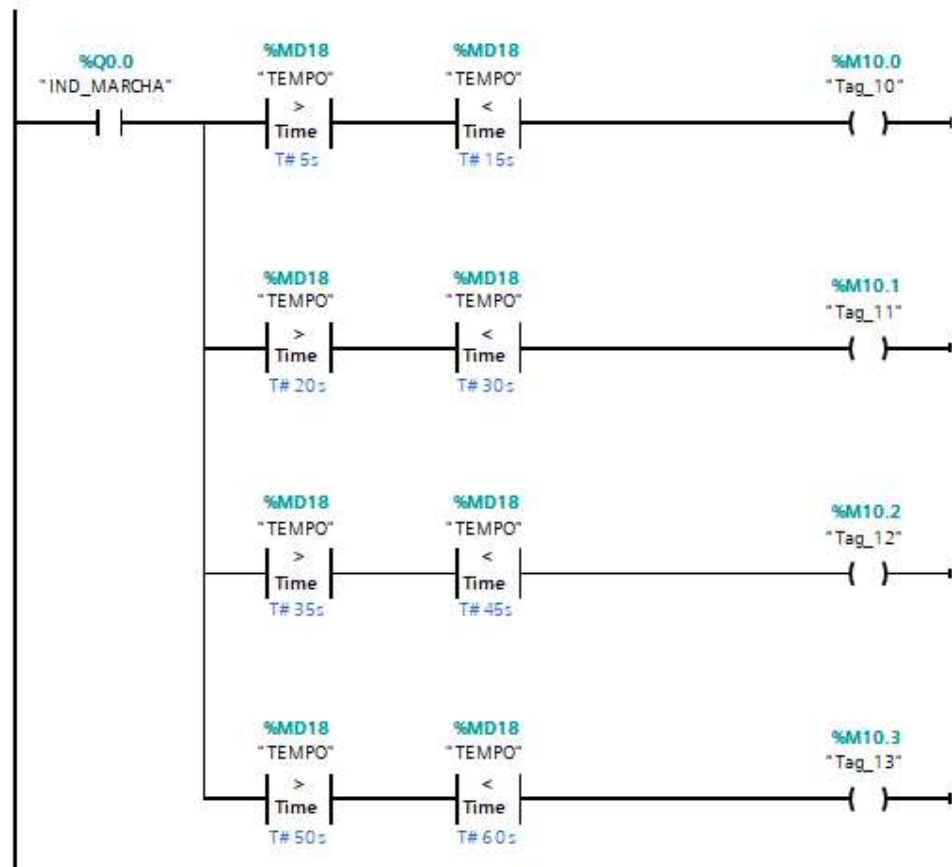 %Q0.0
"IND_MARCHA"
%MD18
"TEMPO"
>
Time
T#5s
%MD18
"TEMPO"
<
Time
T#15s
%M10.0
"Tag_10"
%MD18
"TEMPO"
>
Time
T#20s
%MD18
"TEMPO"
<
Time
T#30s
%M10.1
"Tag_11"
%MD18
"TEMPO"
>
Time
T#35s
%MD18
"TEMPO"
<
Time
T#45s
%M10.2
"Tag_12"
%MD18
"TEMPO"
>
Time
T#50s
%MD18
"TEMPO"
<
Time
T#60s
%M10.3
"Tag_13"